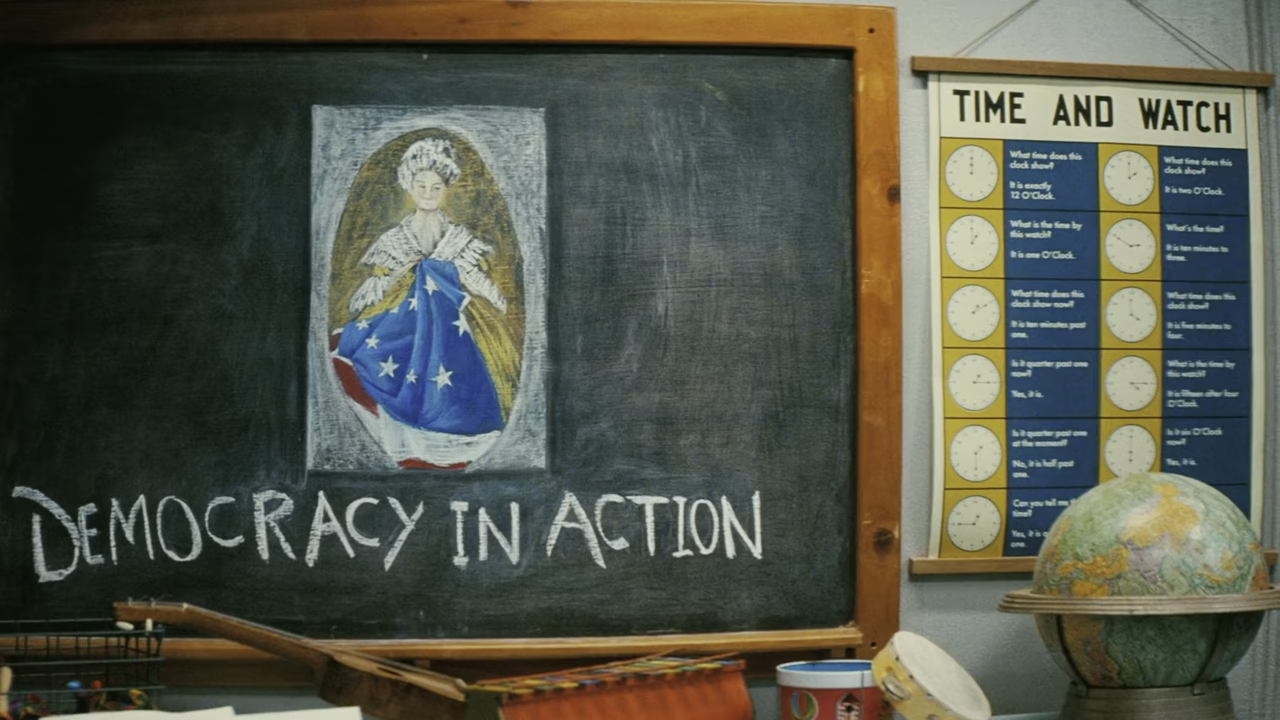 DEMOCRACY IN ACTION
TIME AND WATCH
What time does this
clock show?
It is exactly
12 O'Clock.
What time does this
clock show?
It is two O'Clock.
What is the time by
this watch?
It is one O'Clock.
What's the time?
It is ten minutes to
three.
What time does this
clock show now?
It is ten minutes past
one.
What time does this
clock show?
It is five minutes to
four.
Is it quarter past one
now?
Yes, it is.
What is the time by
this watch?
It is fifteen after four
O'Clock.
Is it quarter past one
at the moment?
No, it is half past
one.
Is it six O'Clock
now?
Yes, it is.
Can you tell me
time?
Yes, it is
one.